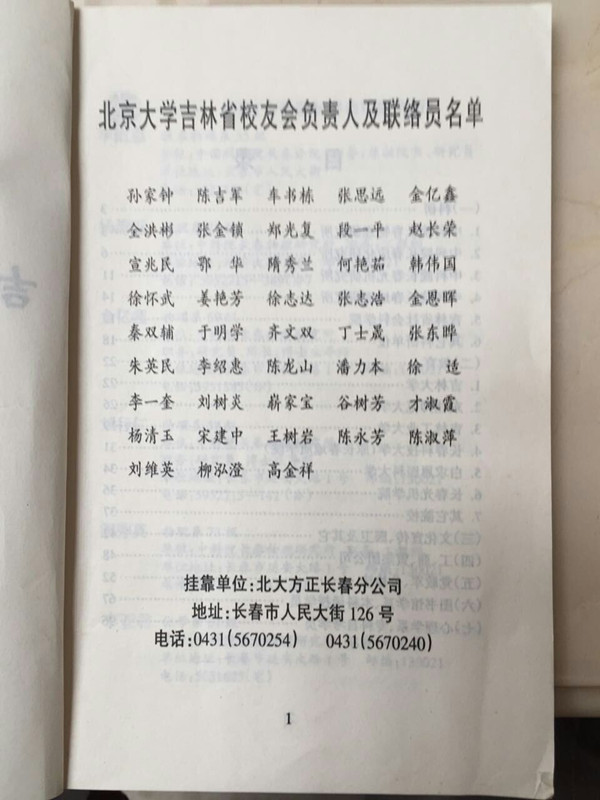 北京大学吉林省校友会负责人及联络员名单
孙家钟 陈吉军 牟书栋 张思远 金亿鑫
全洪彬 张金锁 郑光复 段一平 赵长荣
宣兆民 鄂华 隋秀兰 何艳茹 韩伟国
徐怀武 姜艳芳 徐志达 张志浩 金恩晖
秦双辅 于明学 齐文双 丁士晟 张东晔
朱英民 李绍惠 陈龙山 潘力本 徐适
李一奎 刘树炎 崭家宝 谷树芳 才淑霞
杨清玉 宋建中 王树岩 陈永芳 陈淑萍
刘维英 柳泓澄 高金祥
挂靠单位:北大方正长春分公司
地址:长春市人民大街126号
电话:0431(5670254) 0431(5670240)
1